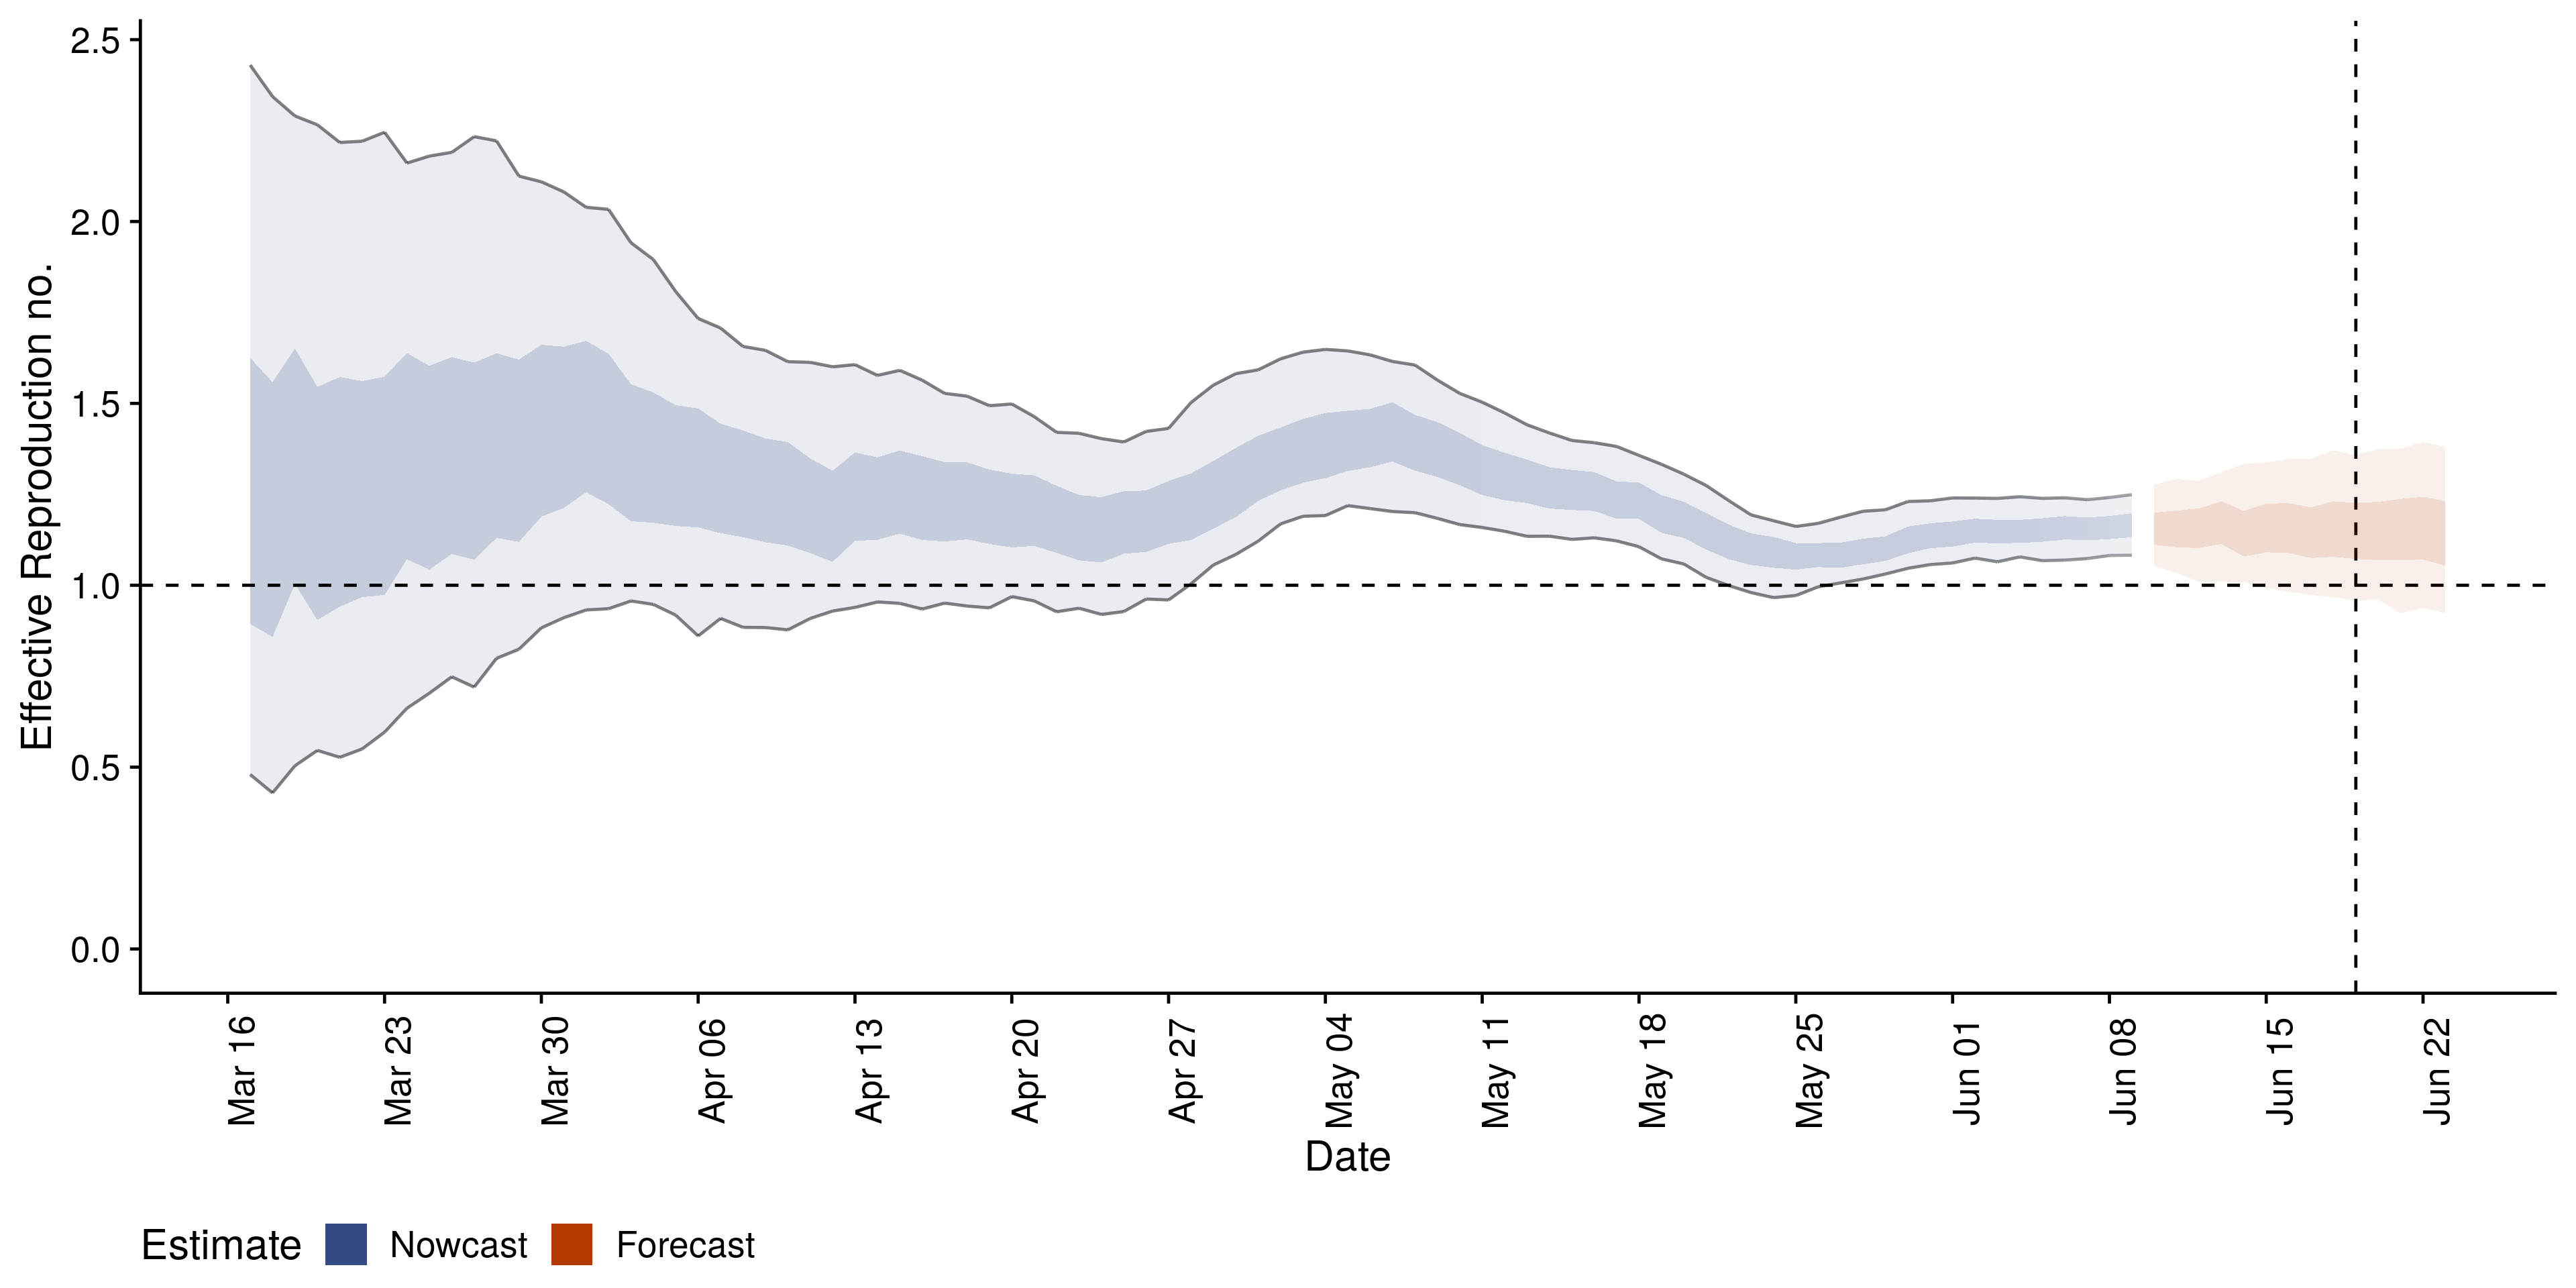 Effective Reproduction no.
2.5
2.0
1.5
1.0
0.5
0.0
Mar 16
Mar 23
Mar 30
Apr 06
Apr 13
Apr 20
Apr 27
May 04
May 11
May 18
May 25
Jun 01
Jun 08
Jun 15
Jun 22
Date
Estimate Nowcast Forecast